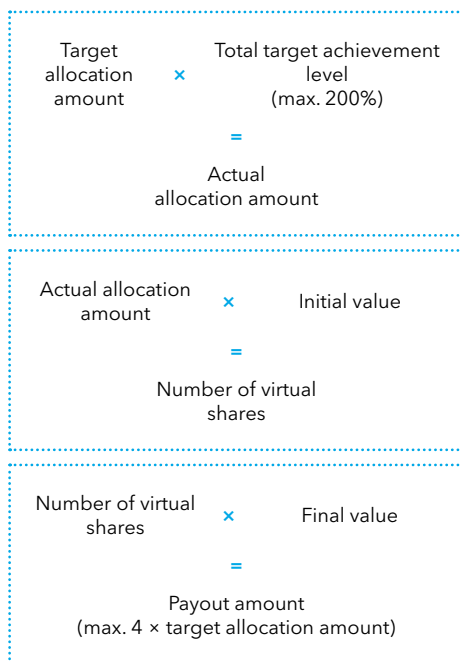 Target
allocation
amount
×
Total target achievement
level
(max. 200%)
=
Actual
allocation amount
Actual allocation
amount
×
Initial value
=
Number of virtual
shares
Number of virtual
shares
×
Final value
=
Payout amount
(max. 4 × target allocation amount)